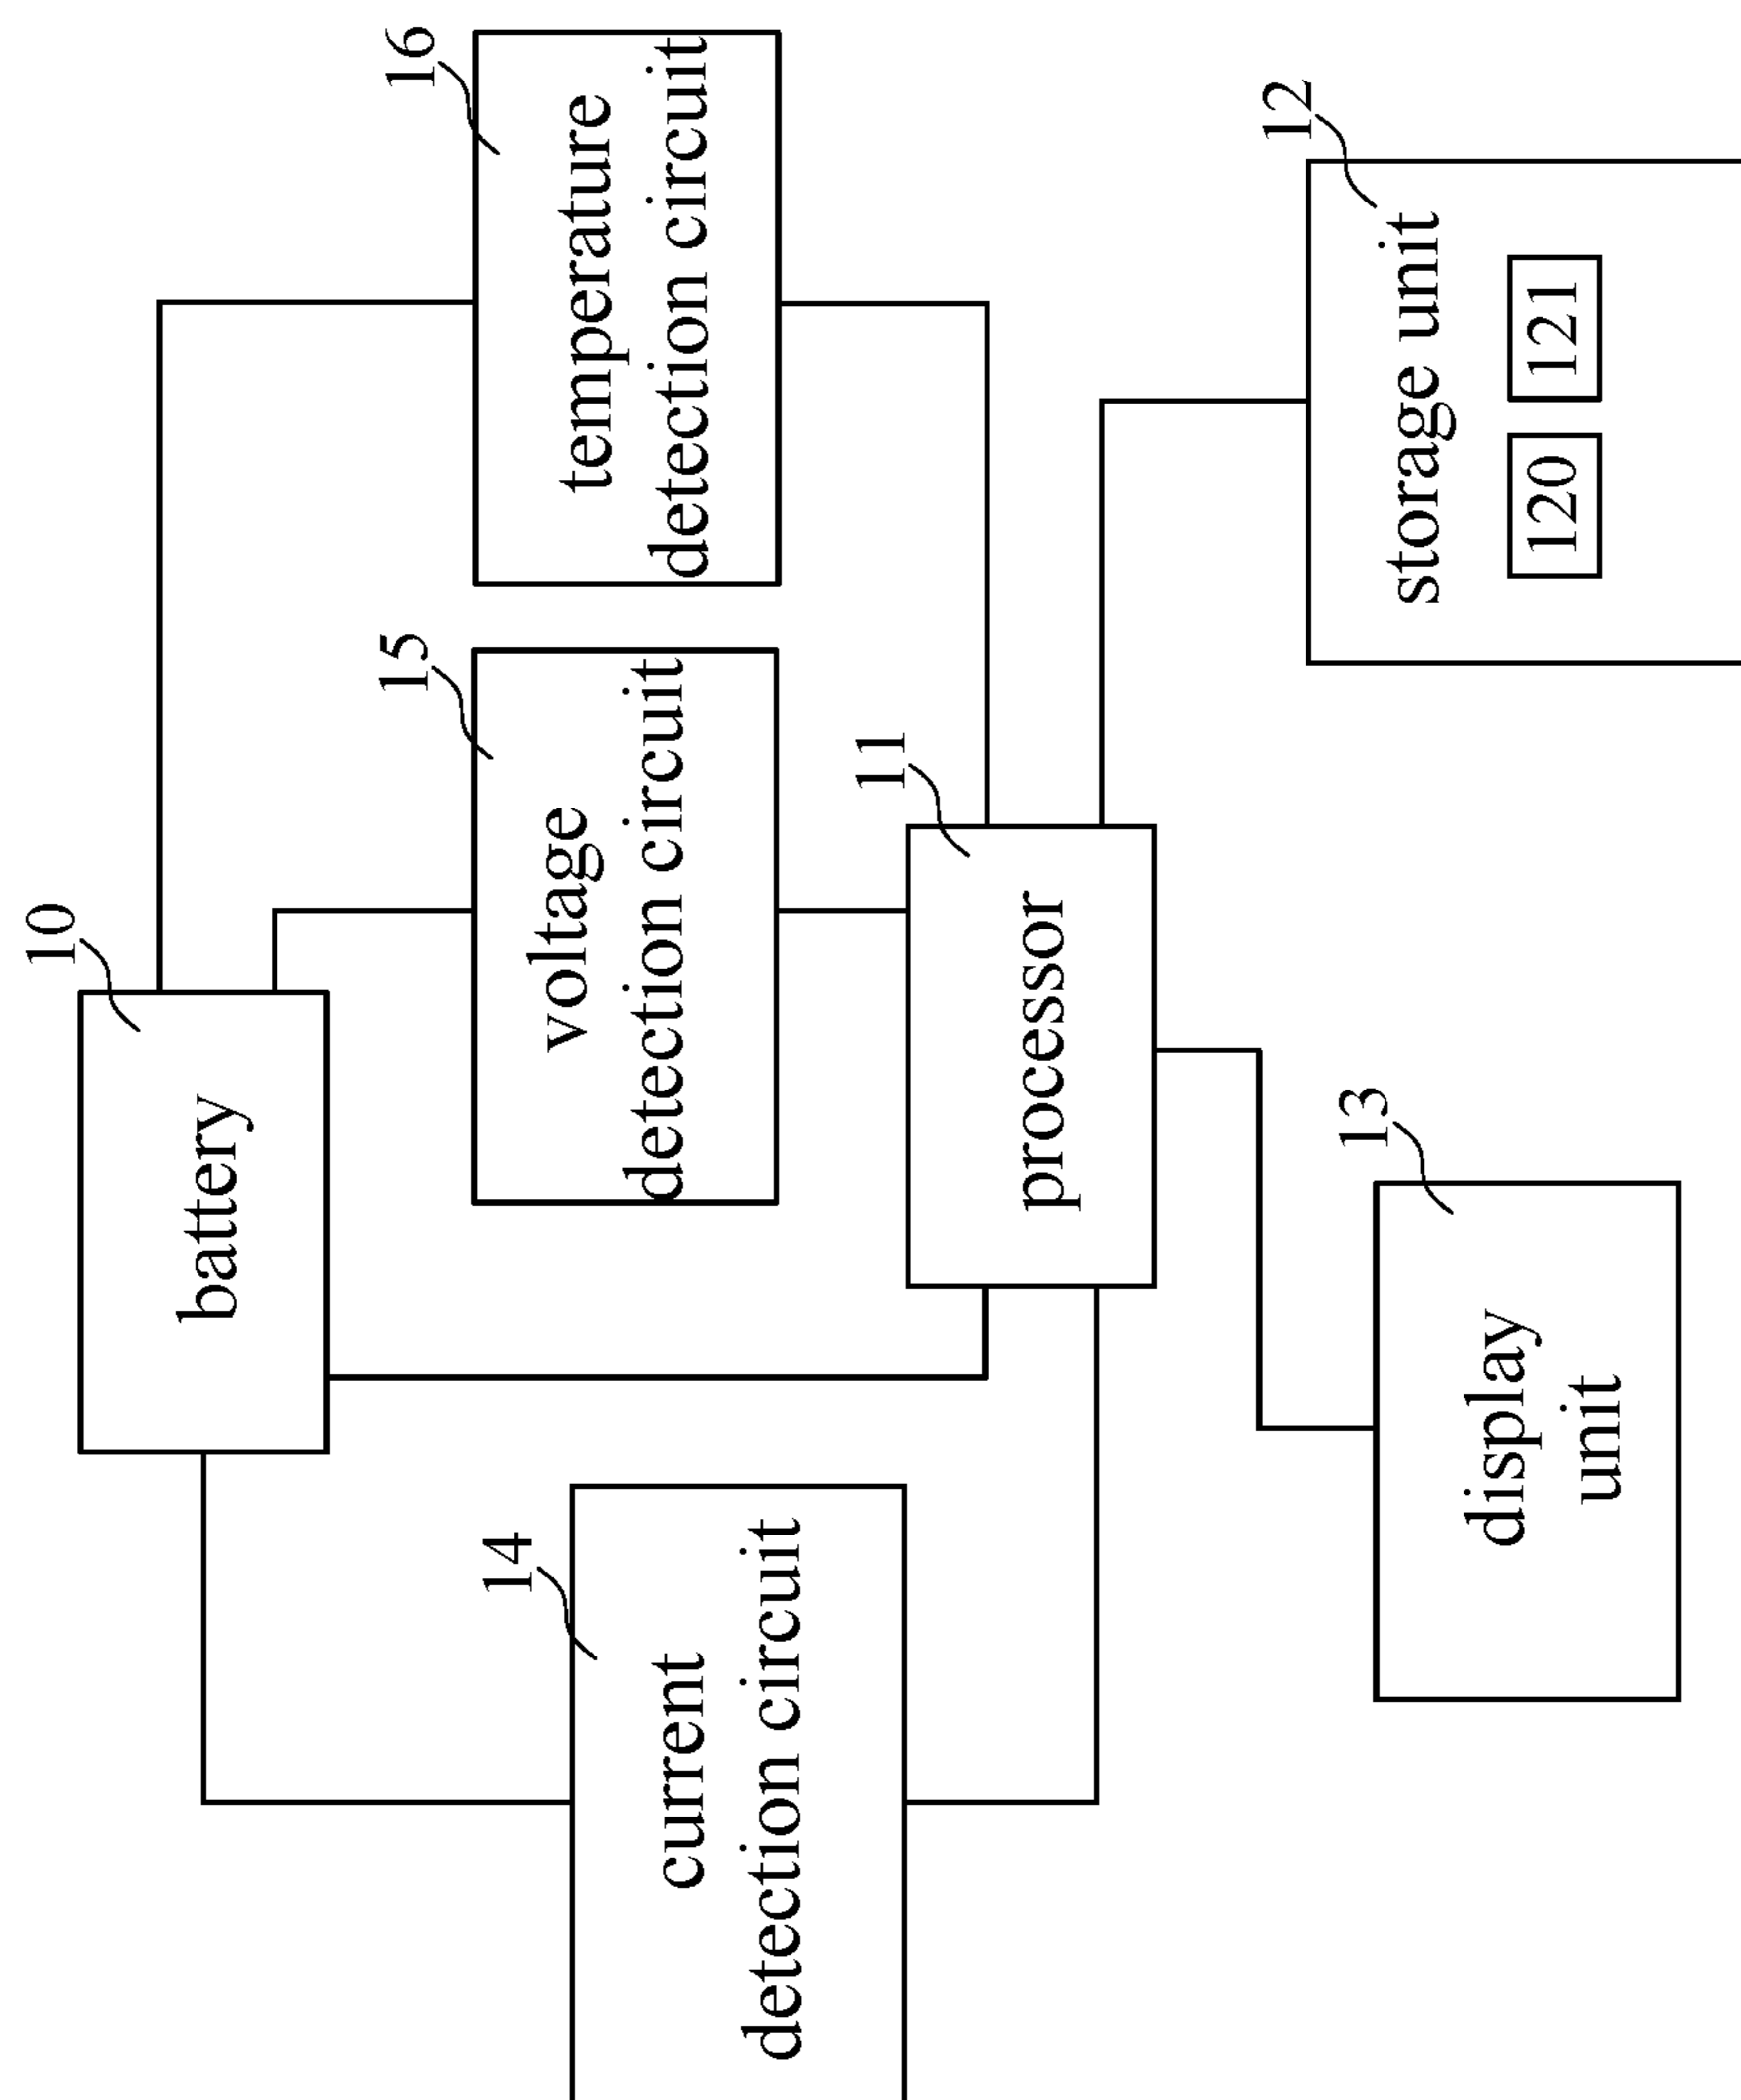 10
battery
14
current
detection circuit
15
voltage
detection circuit
16
temperature
detection circuit
11
processor
13
display
unit
12
storage unit
120
121